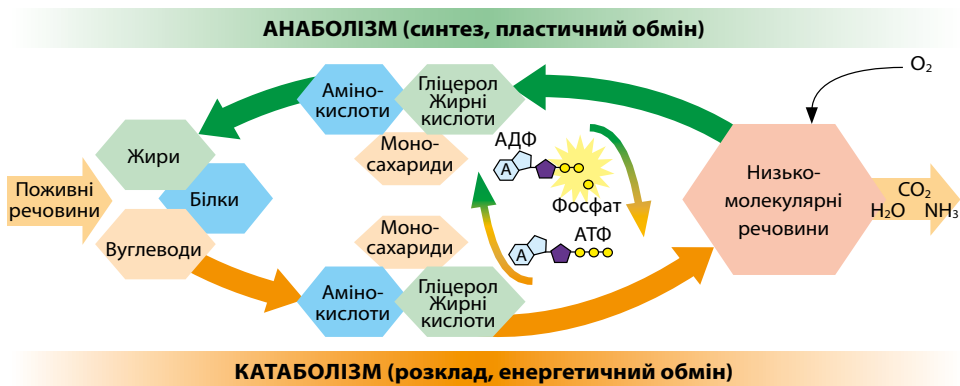 АНАБОЛІЗМ (синтез, пластичний обмін)
O₂
Аміно-
кислоти
Гліцерол
Жирні
кислоти
Моно-
сахариди
АДФ
А
Фосфат
АТФ
А
Жири
Білки
Вуглеводи
Поживні
речовини
Низько-
молекулярні
речовини
CO₂
H₂O NH₃
Моно-
сахариди
Аміно-
кислоти
Гліцерол
Жирні
кислоти
КАТАБОЛІЗМ (розклад, енергетичний обмін)